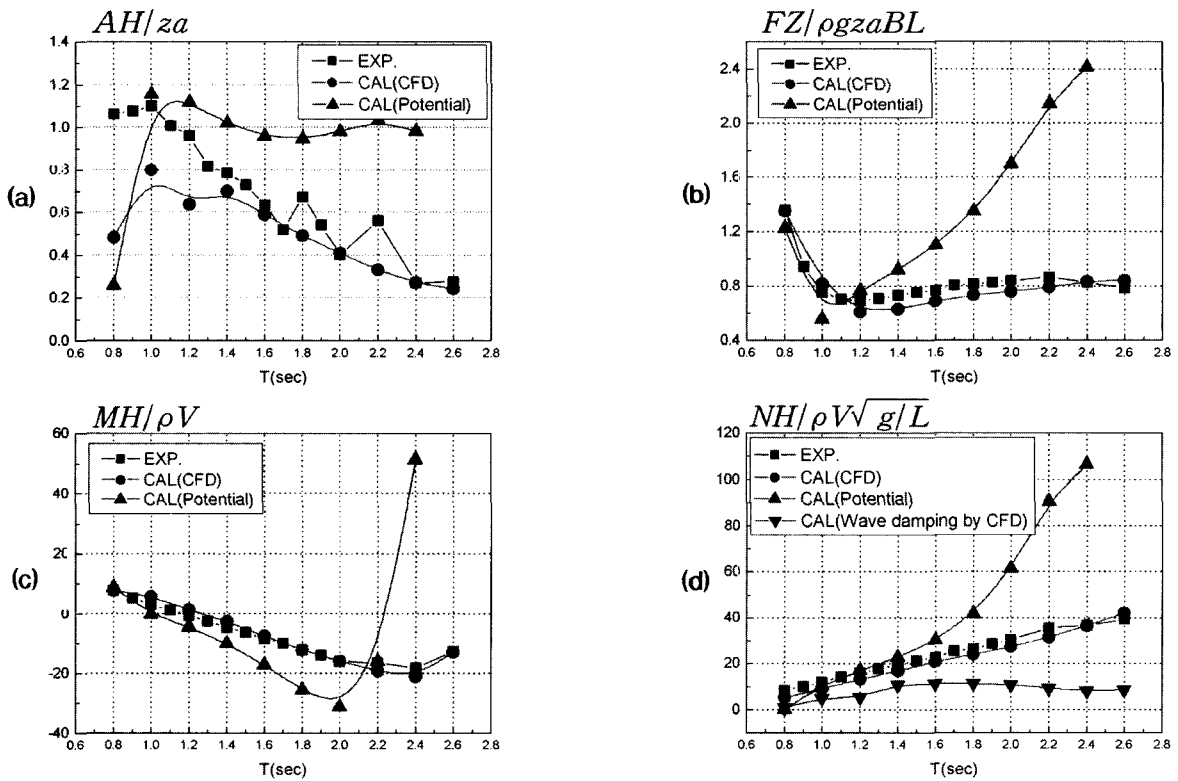 AH/za
1.4
1.2
1.0
0.8
0.6
0.4
0.2
0.0
EXP.
CAL(CFD)
CAL(Potential)
(a)
0.6 0.8 1.0 1.2 1.4 1.6 1.8 2.0 2.2 2.4 2.6 2.8
T(sec)
FZ/ρgzaBL
2.4
2.0
1.6
1.2
0.8
0.4
EXP.
CAL(CFD)
CAL(Potential)
(b)
0.6 0.8 1.0 1.2 1.4 1.6 1.8 2.0 2.2 2.4 2.6 2.8
T(sec)
MH/ρV
60
40
20
0
-20
-40
EXP.
CAL(CFD)
CAL(Potential)
(c)
0.6 0.8 1.0 1.2 1.4 1.6 1.8 2.0 2.2 2.4 2.6 2.8
T(sec)
NH/ρV√g/L
120
100
80
60
40
20
0
EXP.
CAL(CFD)
CAL(Potential)
CAL(Wave damping by CFD)
(d)
0.6 0.8 1.0 1.2 1.4 1.6 1.8 2.0 2.2 2.4 2.6 2.8
T(sec)